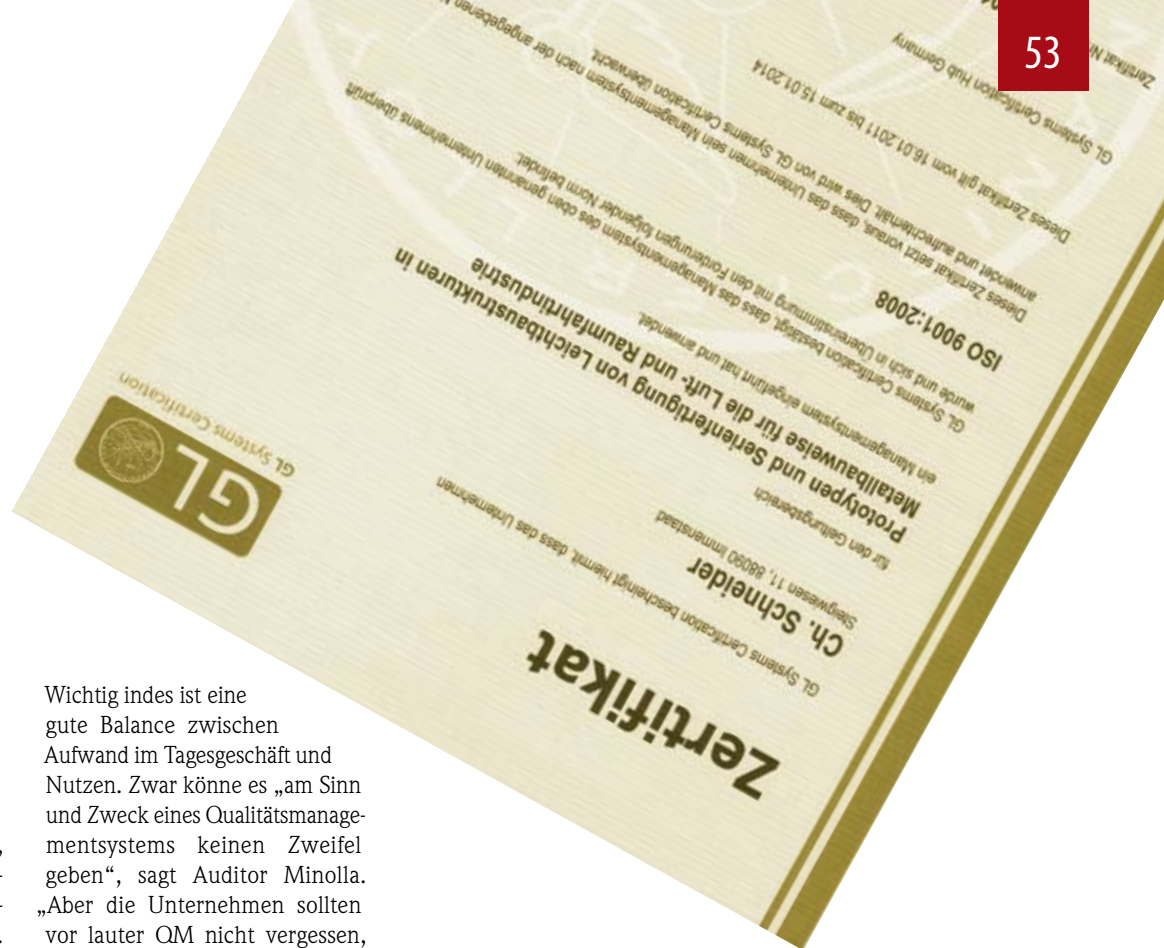 53
Zertifikat
GL Systems Certification bescheinigt hiermit, dass das Unternehmen
Ch. Schneider
Steigwiesen 11, 88090 Immenstaad
für den Geltungsbereich
Prototypen und Serienfertigung von Leichtbaustrukturen in
Metallbauweise für die Luft- und Raumfahrtindustrie
ein Managementsystem eingeführt hat und anwendet.
GL Systems Certification bestätigt, dass das Managementsystem des oben genannten Unternehmens überprüft
wurde und sich in Übereinstimmung mit den Forderungen folgender Norm befindet:
ISO 9001:2008
Dieses Zertifikat setzt voraus, dass das Unternehmen sein Managementsystem nach der angegebenen
anwendet und aufrechterhält. Dies wird von GL Systems Certification überwacht.
Dieses Zertifikat gilt vom 16.01.2011 bis zum 15.01.2014
GL Systems Certification Hub Germany
Zertifikat Nr
GL
GL Systems Certification
Wichtig indes ist eine
gute Balance zwischen
Aufwand im Tagesgeschäft und
Nutzen. Zwar könne es „am Sinn
und Zweck eines Qualitätsmanage-
mentsystems keinen Zweifel
geben“, sagt Auditor Minolla.
„Aber die Unternehmen sollten
vor lauter QM nicht vergessen,